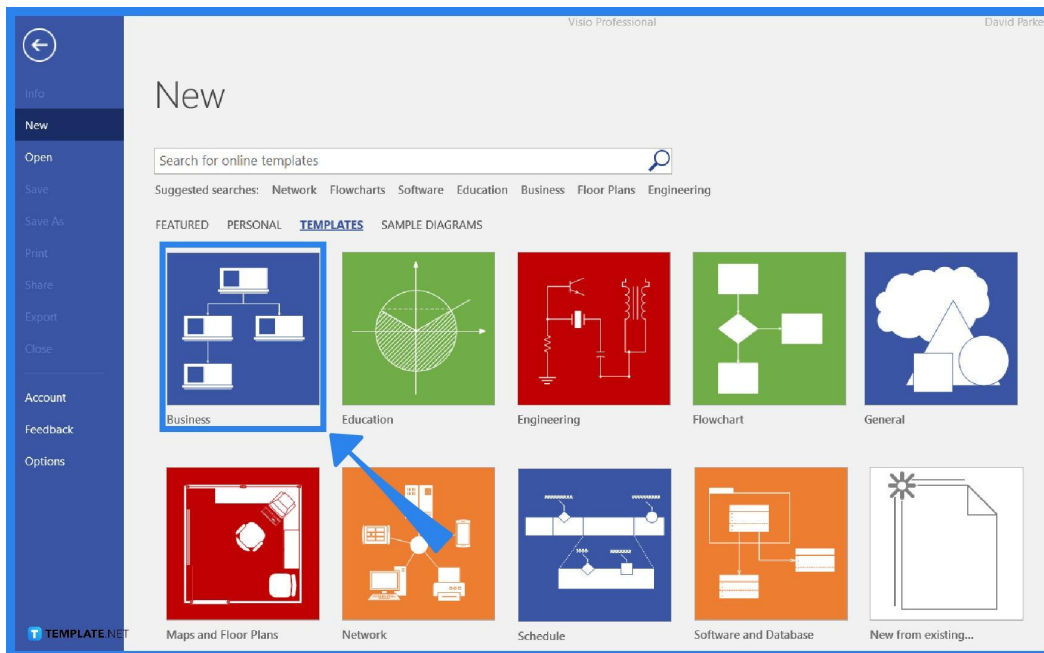 Visio Professional
David Parke
Info
New
Open
Save
Save As
Print
Share
Export
Close
Account
Feedback
Options
New
Search for online templates
Suggested searches: Network Flowcharts Software Education Business Floor Plans Engineering
FEATURED PERSONAL TEMPLATES SAMPLE DIAGRAMS
Business Education Engineering Flowchart General
Maps and Floor Plans Network Schedule Software and Database New from existing...
T TEMPLATE.NET